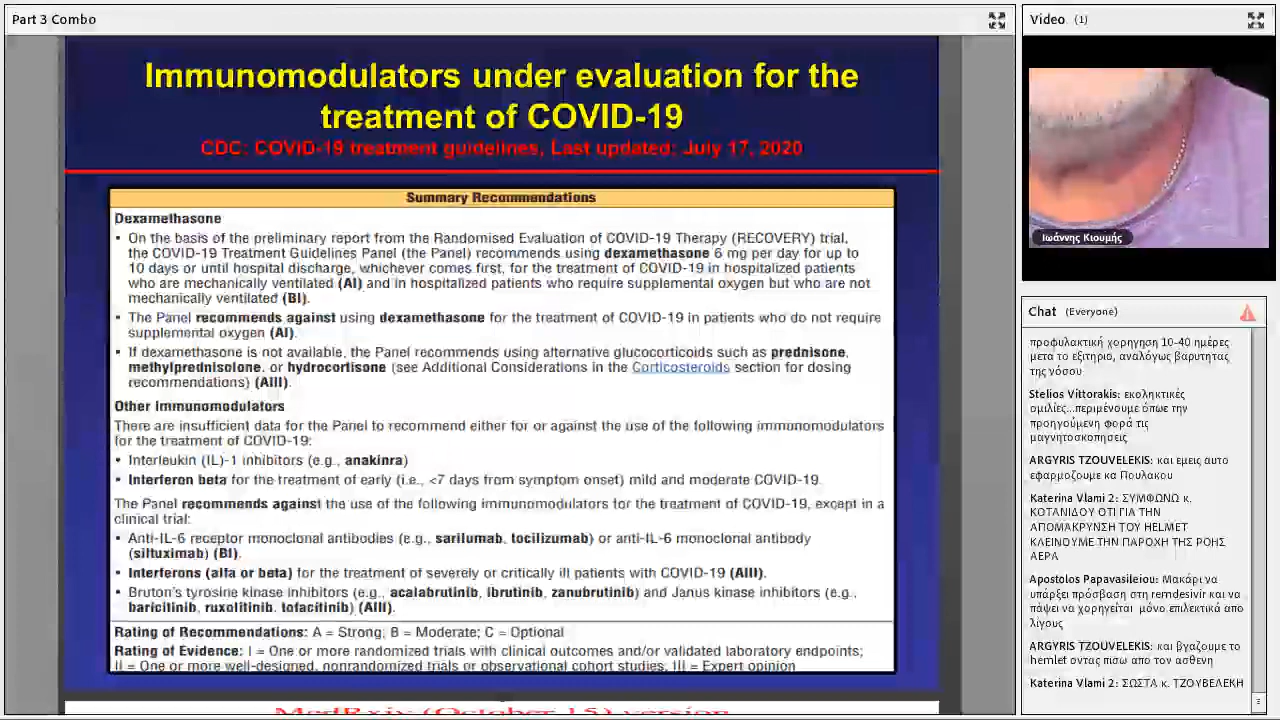 Part 3 Combo
Immunomodulators under evaluation for the
treatment of COVID-19
CDC: COVID-19 treatment guidelines, Last updated: July 17, 2020
Summary Recommendations
Dexamethasone
• On the basis of the preliminary report from the Randomised Evaluation of COVID-19 Therapy (RECOVERY) trial,
the COVID-19 Treatment Guidelines Panel (the Panel) recommends using dexamethasone 6 mg per day for up to
10 days or until hospital discharge, whichever comes first, for the treatment of COVID-19 in hospitalized patients
who are mechanically ventilated (AI) and in hospitalized patients who require supplemental oxygen but who are not
mechanically ventilated (BI).
• The Panel recommends against using dexamethasone for the treatment of COVID-19 in patients who do not require
supplemental oxygen (AI).
• If dexamethasone is not available, the Panel recommends using alternative glucocorticoids such as prednisone,
methylprednisolone, or hydrocortisone (see Additional Considerations in the Corticosteroids section for dosing
recommendations) (AIII).
Other Immunomodulators
There are insufficient data for the Panel to recommend either for or against the use of the following immunomodulators
for the treatment of COVID-19:
• Interleukin (IL)-1 inhibitors (e.g., anakinra)
• Interferon beta for the treatment of early (i.e., <7 days from symptom onset) mild and moderate COVID-19.
The Panel recommends against the use of the following immunomodulators for the treatment of COVID-19, except in a
clinical trial:
• Anti-IL-6 receptor monoclonal antibodies (e.g., sarilumab, tocilizumab) or anti-IL-6 monoclonal antibody
(siltuximab) (BI).
• Interferons (alfa or beta) for the treatment of severely or critically ill patients with COVID-19 (AIII).
• Bruton's tyrosine kinase inhibitors (e.g., acalabrutinib, ibrutinib, zanubrutinib) and Janus kinase inhibitors (e.g.,
baricitinib, ruxolitinib, tofacitinib) (AIII).
Rating of Recommendations: A = Strong; B = Moderate; C = Optional
Rating of Evidence: I = One or more randomized trials with clinical outcomes and/or validated laboratory endpoints;
II = One or more well-designed, nonrandomized trials or observational cohort studies; III = Expert opinion
MedRxiv (October 15) version
Video (1)
Ιωάννης Κιουμής
Chat (Everyone)
προφυλακτική χορηγηση 10-40 ημέρες
μετα το εξιτηριο, αναλόγως βαρυτητας
της νόσου
Stelios Vittorakis: εκοληκτικές
ομιλίες...περιμένουμε όπως την
προηγούμενη φορά τις
μαγνητοσκοπησεις
ARGYRIS TZOUVELEKIS: και εμεις αυτο
εφαρμοζουμε κα Πουλακου
Katerina Vlami 2: ΣΥΜΦΩΝΩ κ.
ΚΟΤΑΝΙΔΟΥ ΟΤΙ ΓΙΑ ΤΗΝ
ΑΠΟΜΑΚΡΥΝΣΗ ΤΟΥ HELMET
ΚΛΕΙΝΟΥΜΕ ΤΗΝ ΠΑΡΟΧΗ ΤΗΣ ΡΟΗΣ
ΑΕΡΑ
Apostolos Papavasileiou: Μακάρι να
υπάρξει πρόσβαση στη remdesivir και να
πάψει να χορηγείται μόνο επιλεκτικά απο
λίγους
ARGYRIS TZOUVELEKIS: και βγαζουμε το
hemlet οντας πισω απο τον ασθενη
Katerina Vlami 2: ΣΩΣΤΑ κ. ΤΖΟΥΒΕΛΕΚΗ